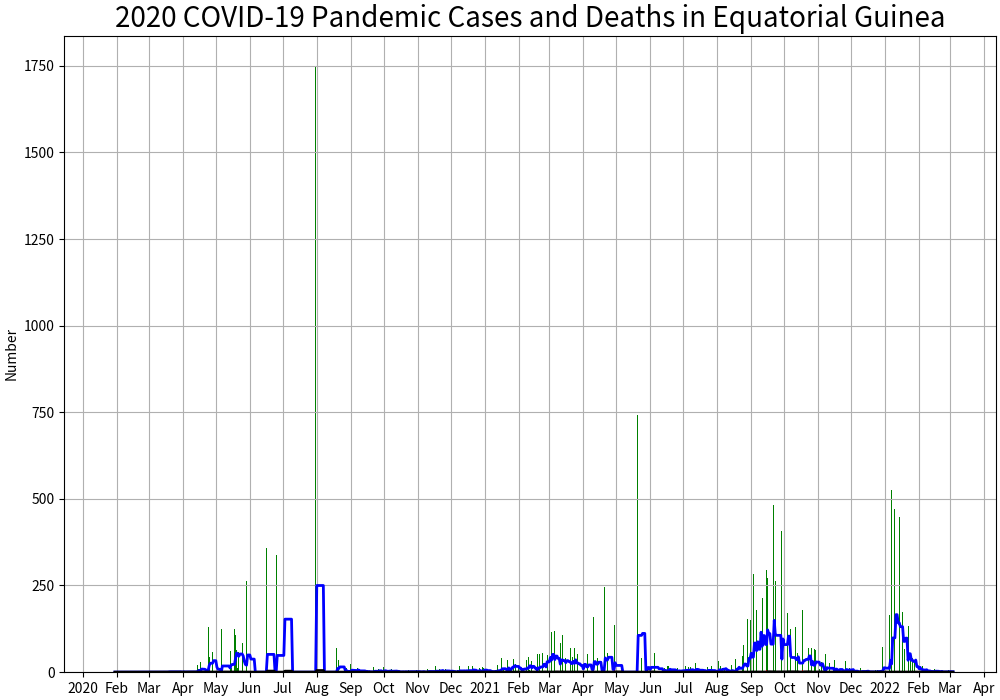 2020 COVID-19 Pandemic Cases and Deaths in Equatorial Guinea
1750
1500
1250
1000
750
500
250
0
Number
2020 Feb Mar Apr May Jun Jul Aug Sep Oct Nov Dec 2021 Feb Mar Apr May Jun Jul Aug Sep Oct Nov Dec 2022 Feb Mar Apr